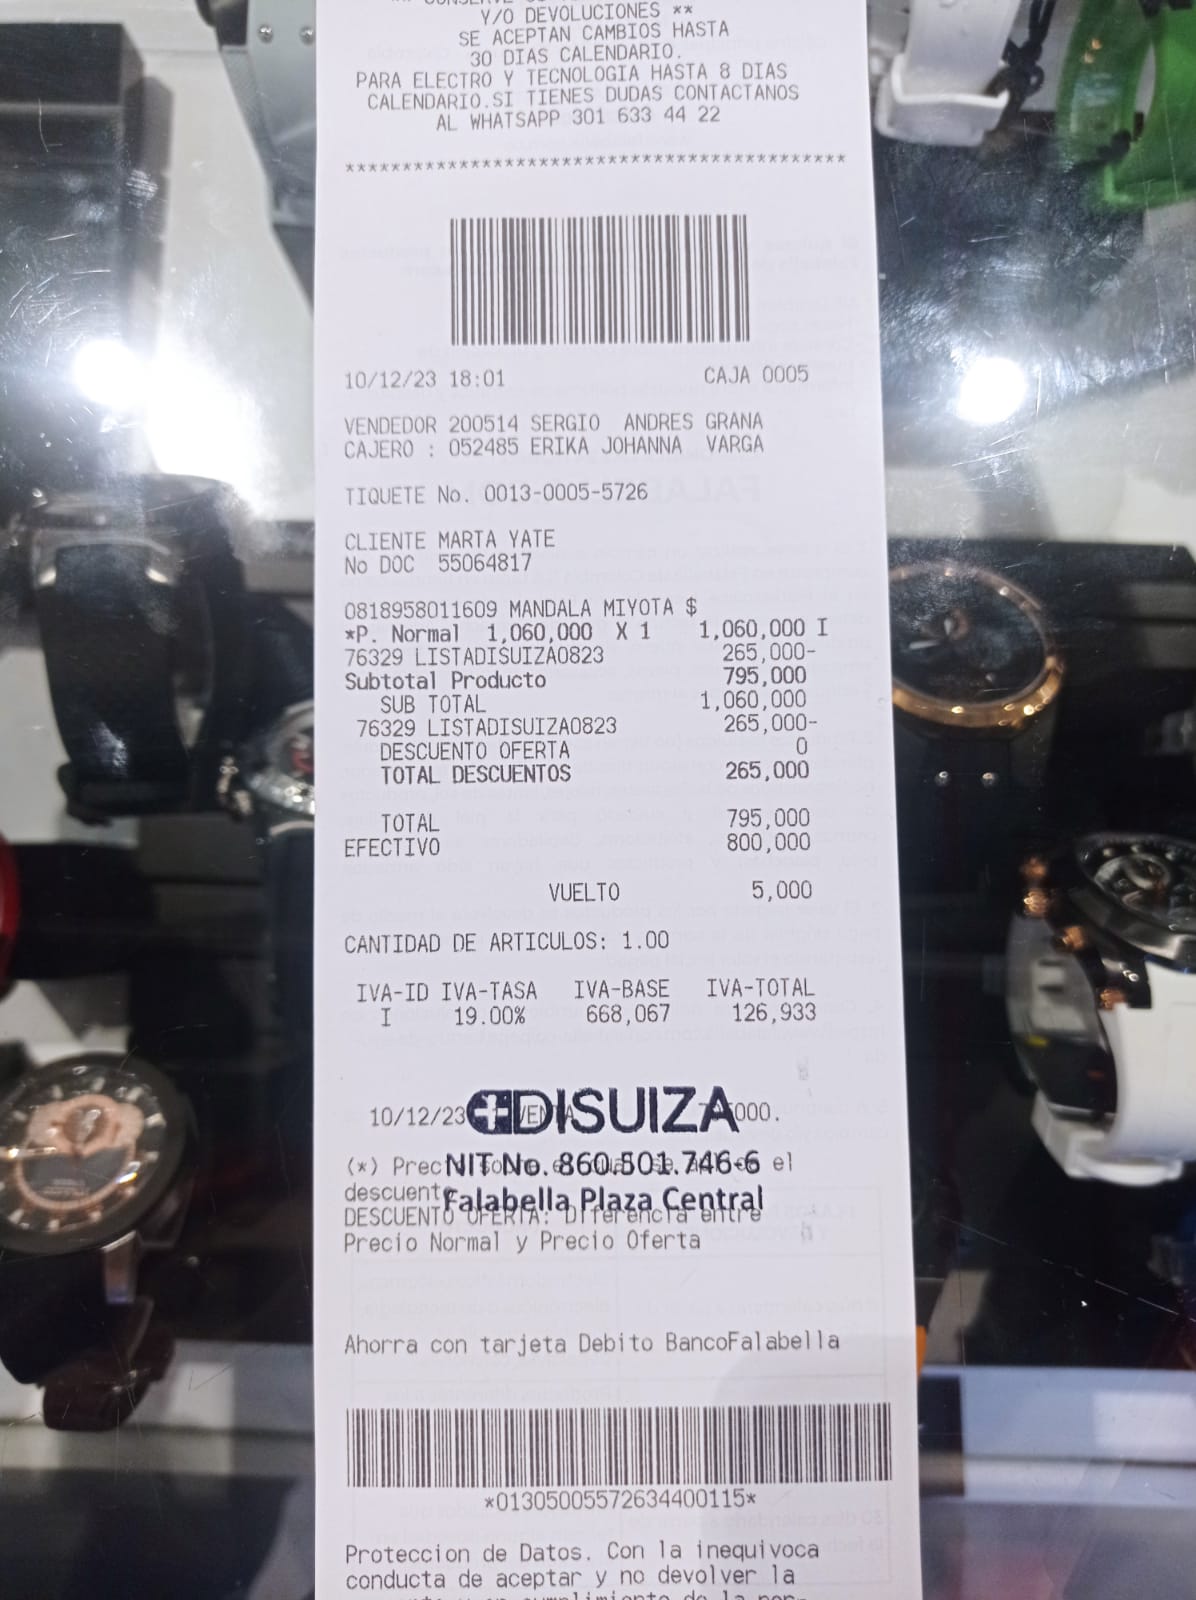 Y/O DEVOLUCIONES **
SE ACEPTAN CAMBIOS HASTA
30 DIAS CALENDARIO.
PARA ELECTRO Y TECNOLOGIA HASTA 8 DIAS
CALENDARIO.SI TIENES DUDAS CONTACTANOS
AL WHATSAPP 301 633 44 22
*******************************************
10/12/23 18:01 CAJA 0005
VENDEDOR 200514 SERGIO ANDRES GRANA
CAJERO : 052485 ERIKA JOHANNA VARGA
TIQUETE No. 0013-0005-5726
CLIENTE MARTA YATE
No DOC 55064817
0818958011609 MANDALA MIYOTA $
*P. Normal 1,060,000 X 1 1,060,000 I
76329 LISTADISUIZA0823 265,000-
Subtotal Producto 795,000
SUB TOTAL 1,060,000
76329 LISTADISUIZA0823 265,000-
DESCUENTO OFERTA 0
TOTAL DESCUENTOS 265,000
TOTAL 795,000
EFECTIVO 800,000
VUELTO 5,000
CANTIDAD DE ARTICULOS: 1.00
IVA-ID IVA-TASA IVA-BASE IVA-TOTAL
I 19.00% 668,067 126,933
10/12/23
DISUIZA
NIT No. 860.501.746-6
Falabella Plaza Central
DESCUENTO OFERTA: Diferencia entre
Precio Normal y Precio Oferta
Ahorra con tarjeta Debito BancoFalabella
*01305005572634400115*
Proteccion de Datos. Con la inequivoca
conducta de aceptar y no devolver la